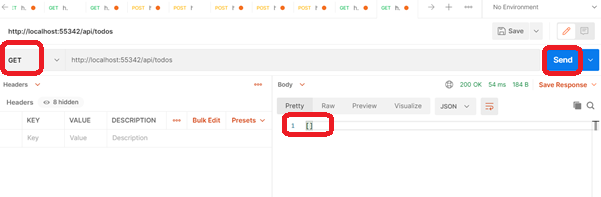 GET h. GET h. POST h POST h POST h POST h GET h. GET h. No Environment
http://localhost:55342/api/todos Save
GET http://localhost:55342/api/todos Send
Headers Body 200 OK 54 ms 184 B Save Response
Headers 8 hidden Pretty Raw Preview Visualize JSON
KEY VALUE DESCRIPTION Bulk Edit Presets 1 []
Key Value Description